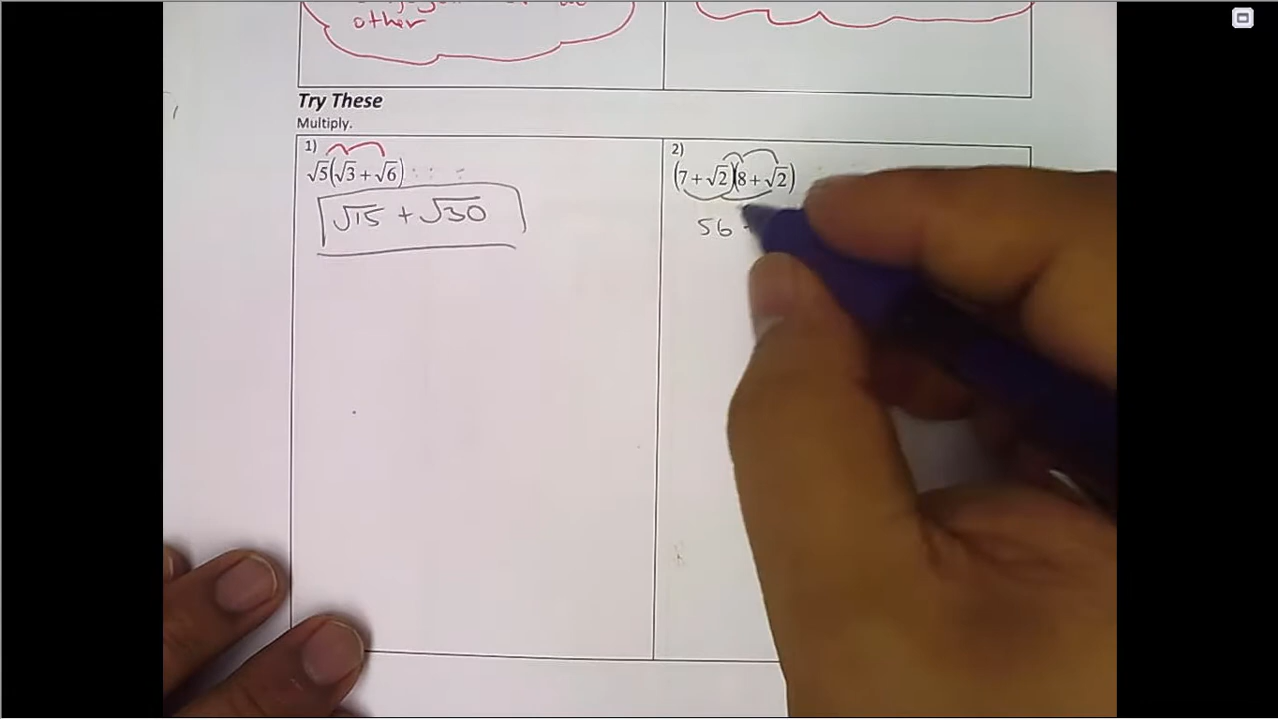 other
Try These
Multiply.
1)
√5(√3 + √6)
√15 + √30
2)
(7 + √2)(8 + √2)
56 +